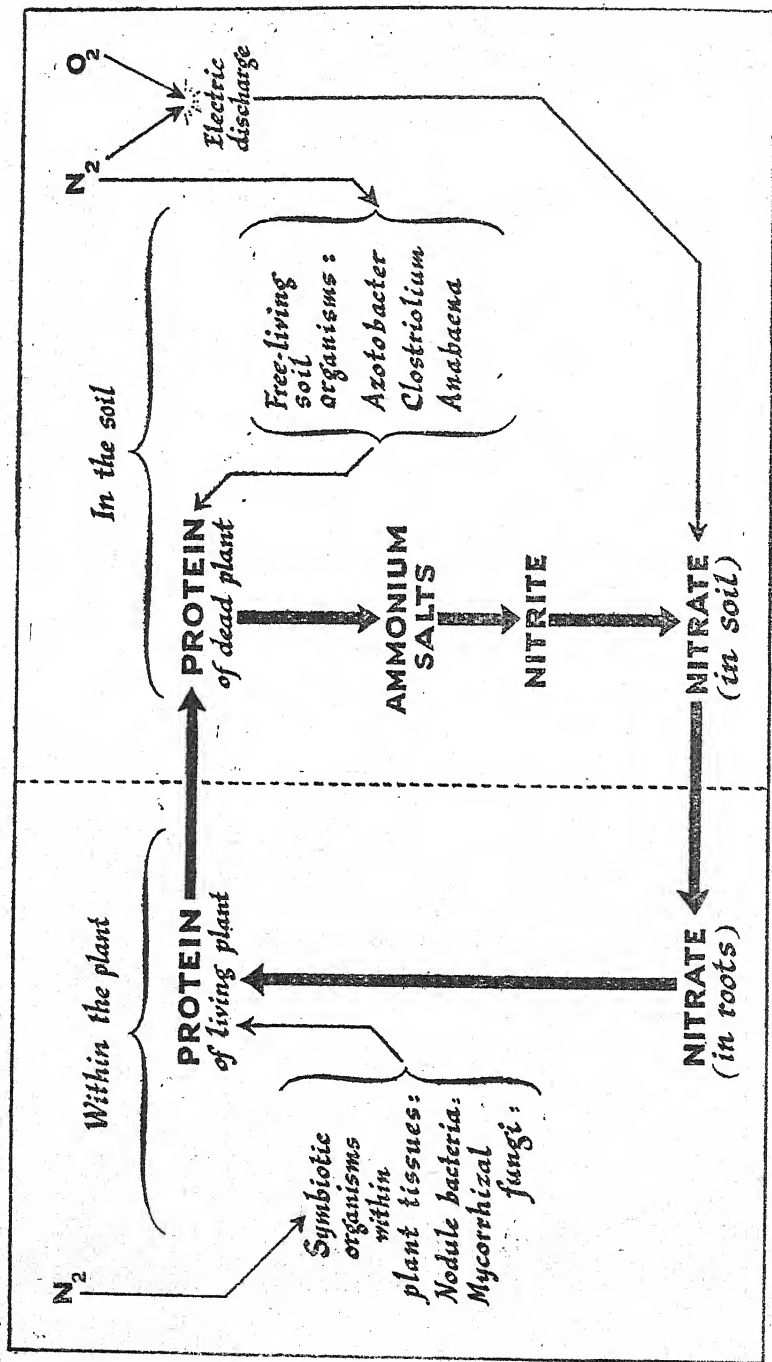 Within the plant
In the soil
N2
N2
O2
Electric
discharge
PROTEIN
of living plant
PROTEIN
of dead plant
Symbiotic
organisms
within
plant tissues:
Nodule bacteria:
Mycorrhizal
fungi:
Free-living
soil
organisms:
Azotobacter
Clostriolium
Anabaena
AMMONIUM
SALTS
NITRITE
NITRATE
(in roots)
NITRATE
(in soil)